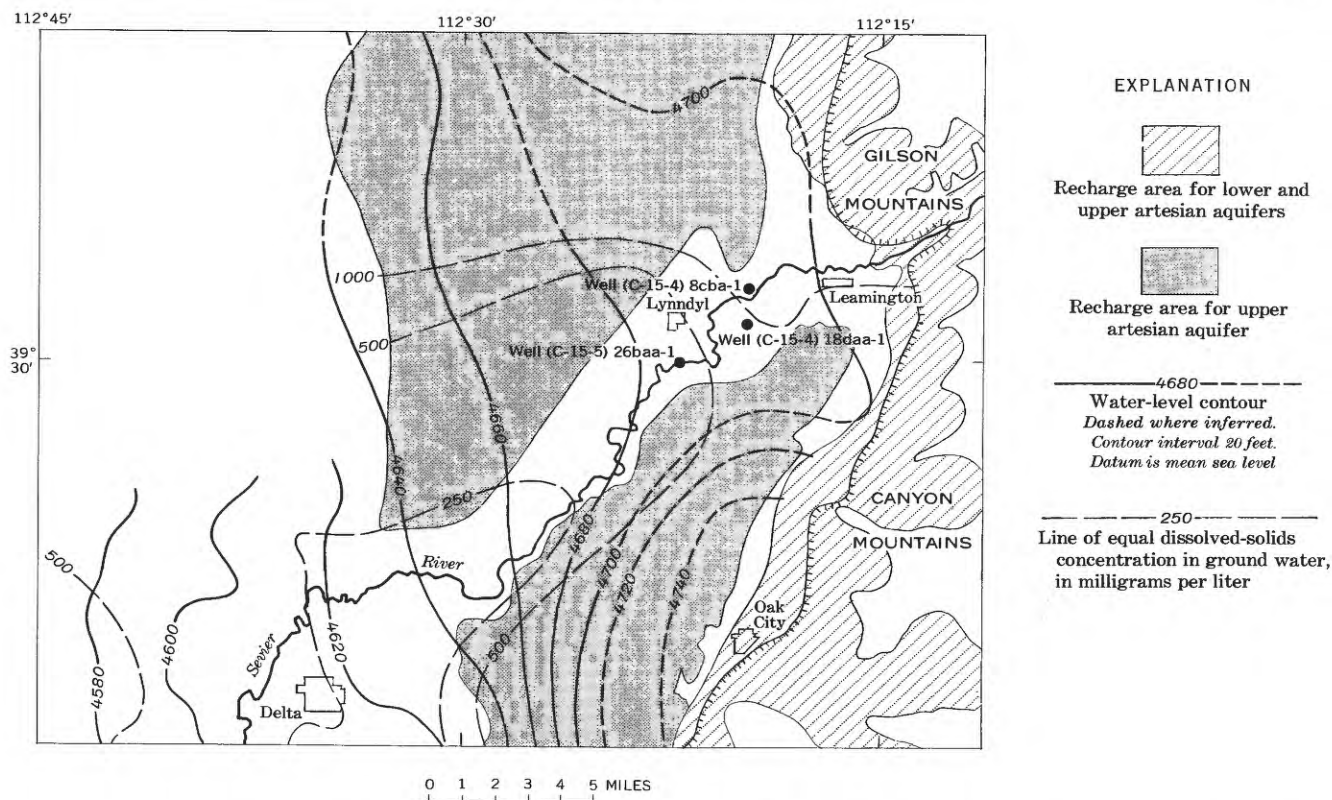 112°45'
112°30'
112°15'
4700
GILSON
MOUNTAINS
1000
Well (C-15-4) 8cba-1
Lynndyl
Leamington
500
Well (C-15-4) 18daa-1
39°
30'
Well (C-15-5) 26baa-1
4660
4640
250
4680
CANYON
MOUNTAINS
500
River
4700
4720
4740
Oak
City
500
4600
4620
4580
Sevier
Delta
0 1 2 3 4 5 MILES
EXPLANATION
Recharge area for lower and
upper artesian aquifers
Recharge area for upper
artesian aquifer
4680
Water-level contour
Dashed where inferred.
Contour interval 20 feet.
Datum is mean sea level
250
Line of equal dissolved-solids
concentration in ground water,
in milligrams per liter